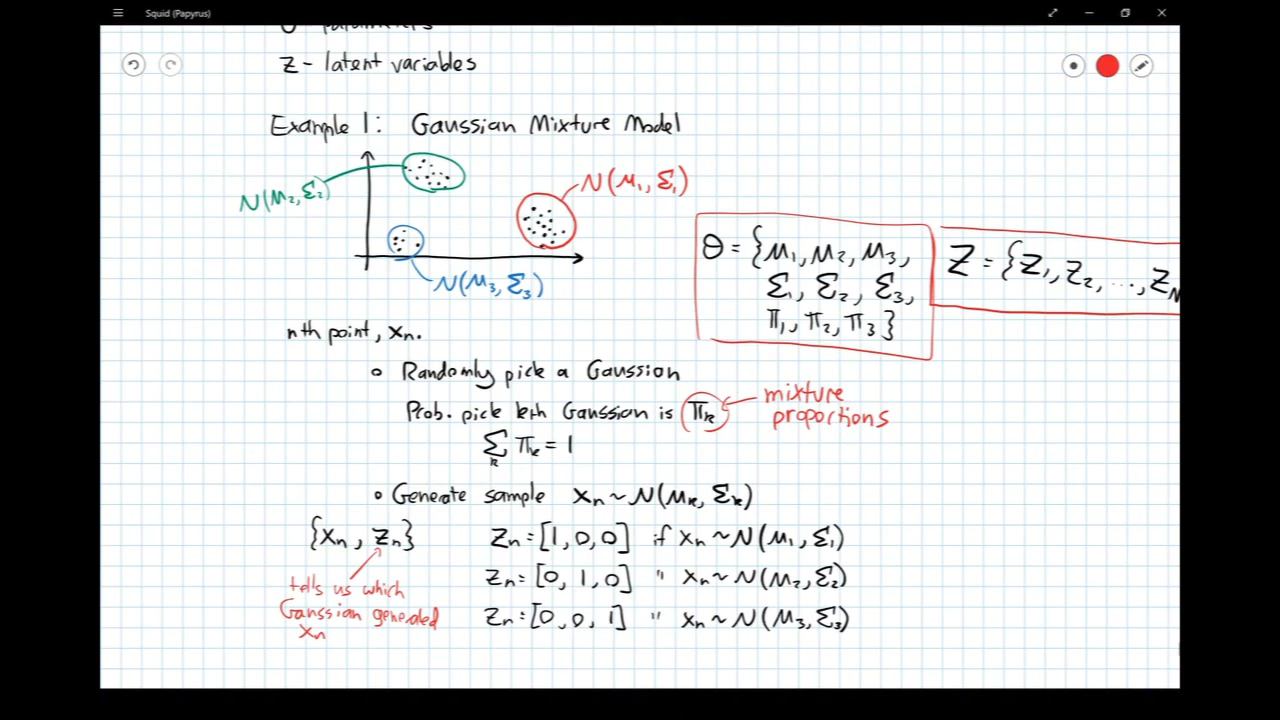 Squid (Papyrus)
θ - parameters
Z - latent variables
Example 1: Gaussian Mixture Model
N(μ₂, Σ₂)
N(μ₁, Σ₁)
N(μ₃, Σ₃)
θ = {μ₁, μ₂, μ₃,
Σ₁, Σ₂, Σ₃,
π₁, π₂, π₃}
Z = {Z₁, Z₂, ..., Z_N
nth point, xₙ.
∘ Randomly pick a Gaussion
Prob. pick kth Gaussian is πₖ
mixture
proportions
Σₖ πₖ = 1
∘ Generate sample xₙ ~ N(μₖ, Σₖ)
{xₙ, zₙ}
tells us which
Gaussian generated
xₙ
Zₙ = [1, 0, 0] if xₙ ~ N(μ₁, Σ₁)
Zₙ = [0, 1, 0] " xₙ ~ N(μ₂, Σ₂)
Zₙ = [0, 0, 1] " xₙ ~ N(μ₃, Σ₃)